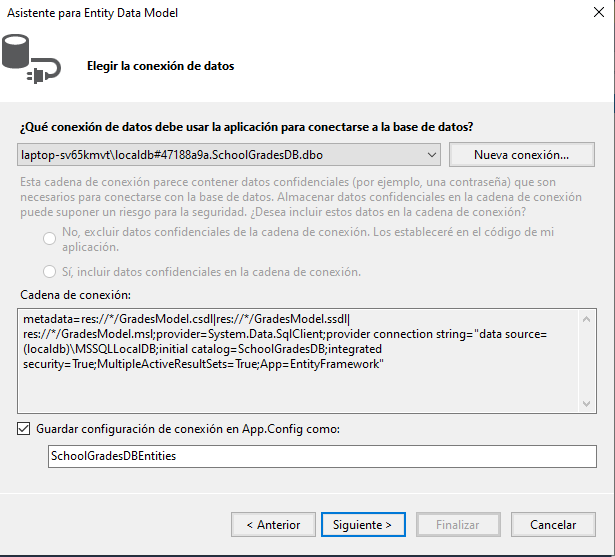 Asistente para Entity Data Model
Elegir la conexión de datos
¿Qué conexión de datos debe usar la aplicación para conectarse a la base de datos?
laptop-sv65kmvt\localdb#47188a9a.SchoolGradesDB.dbo
Nueva conexión...
Esta cadena de conexión parece contener datos confidenciales (por ejemplo, una contraseña) que son
necesarios para conectarse con la base de datos. Almacenar datos confidenciales en la cadena de conexión
puede suponer un riesgo para la seguridad. ¿Desea incluir estos datos en la cadena de conexión?
No, excluir datos confidenciales de la cadena de conexión. Los estableceré en el código de mi
aplicación.
Sí, incluir datos confidenciales en la cadena de conexión.
Cadena de conexión:
metadata=res://*/GradesModel.csdl|res://*/GradesModel.ssdl|
res://*/GradesModel.msl;provider=System.Data.SqlClient;provider connection string="data source=
(localdb)\MSSQLLocalDB;initial catalog=SchoolGradesDB;integrated
security=True;MultipleActiveResultSets=True;App=EntityFramework"
Guardar configuración de conexión en App.Config como:
SchoolGradesDBEntities
< Anterior
Siguiente >
Finalizar
Cancelar